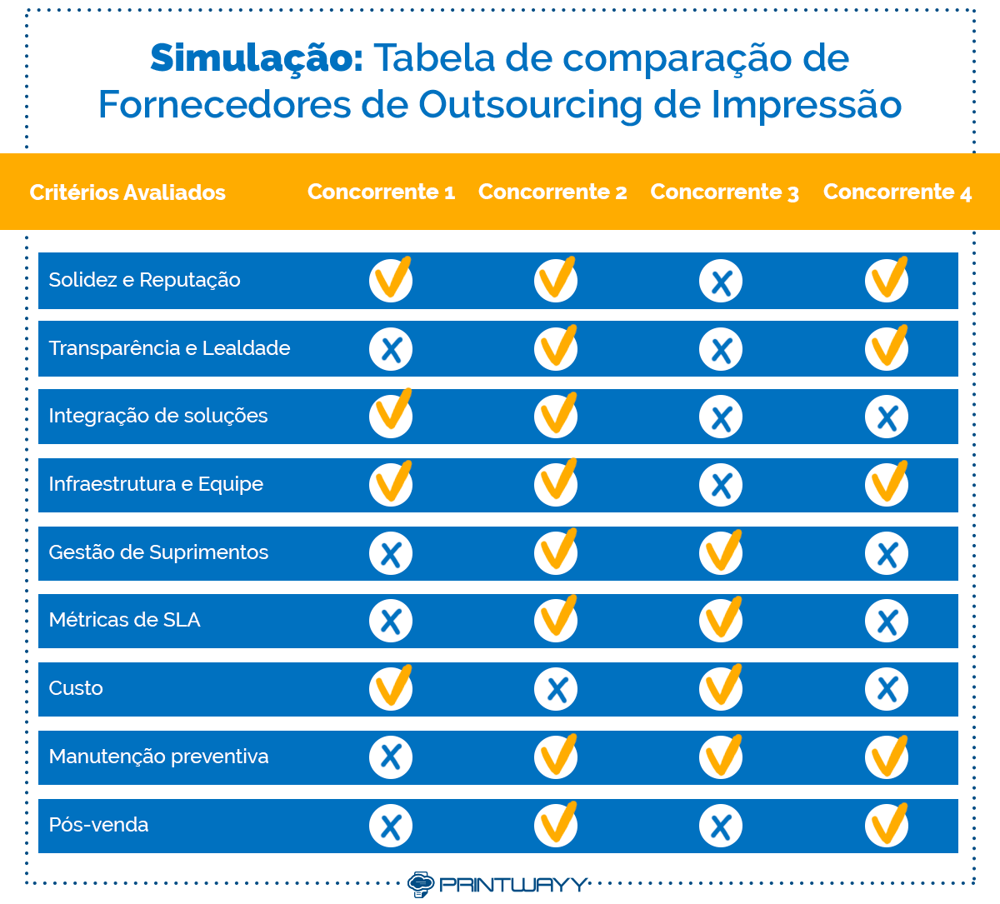 Simulação: Tabela de comparação de
Fornecedores de Outsourcing de Impressão
Critérios Avaliados Concorrente 1 Concorrente 2 Concorrente 3 Concorrente 4
Solidez e Reputação
Transparência e Lealdade
Integração de soluções
Infraestrutura e Equipe
Gestão de Suprimentos
Métricas de SLA
Custo
Manutenção preventiva
Pós-venda
PRINTWAYY